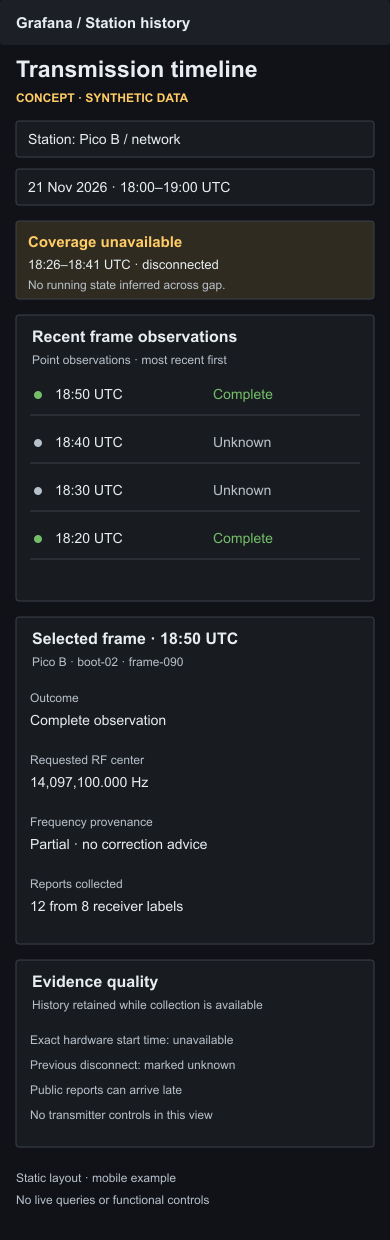 Grafana / Station history
Transmission timeline
CONCEPT · SYNTHETIC DATA
Station: Pico B / network
21 Nov 2026 · 18:00–19:00 UTC
Coverage unavailable
18:26–18:41 UTC · disconnected
No running state inferred across gap.
Recent frame observations
Point observations · most recent first
18:50 UTC Complete
18:40 UTC Unknown
18:30 UTC Unknown
18:20 UTC Complete
Selected frame · 18:50 UTC
Pico B · boot-02 · frame-090
Outcome
Complete observation
Requested RF center
14,097,100.000 Hz
Frequency provenance
Partial · no correction advice
Reports collected
12 from 8 receiver labels
Evidence quality
History retained while collection is available
Exact hardware start time: unavailable
Previous disconnect: marked unknown
Public reports can arrive late
No transmitter controls in this view
Static layout · mobile example
No live queries or functional controls